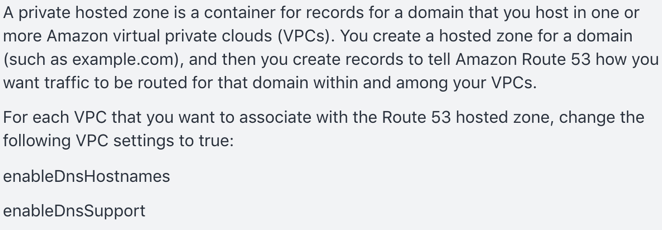 A private hosted zone is a container for records for a domain that you host in one or
more Amazon virtual private clouds (VPCs). You create a hosted zone for a domain
(such as example.com), and then you create records to tell Amazon Route 53 how you
want traffic to be routed for that domain within and among your VPCs.
For each VPC that you want to associate with the Route 53 hosted zone, change the
following VPC settings to true:
enableDnsHostnames
enableDnsSupport